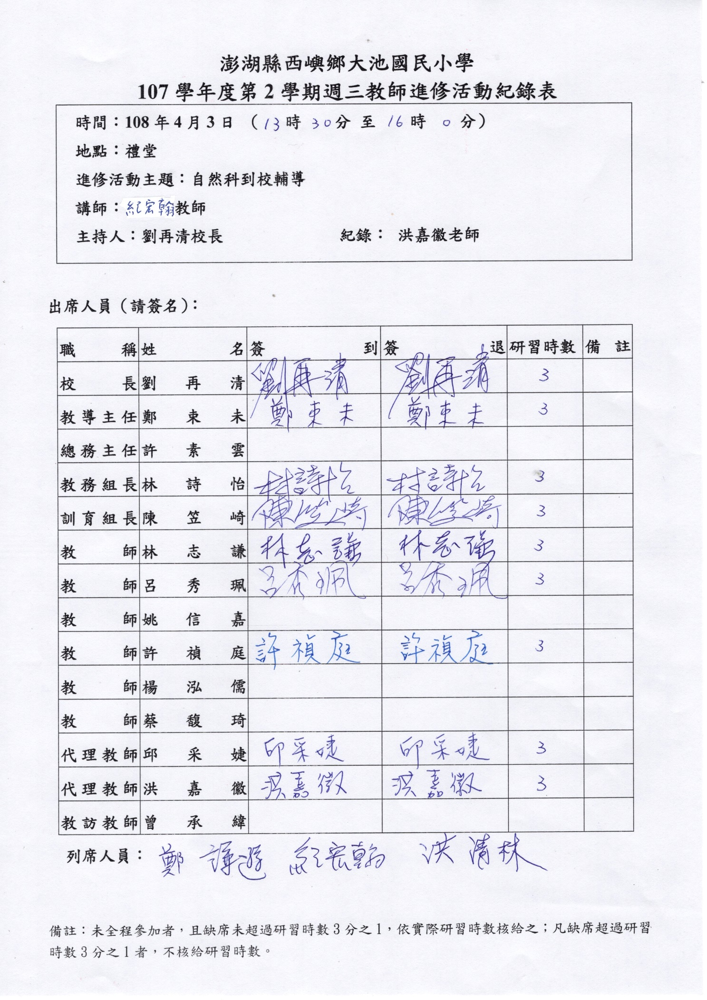 澎湖縣西嶼鄉大池國民小學
107 學年度第 2 學期週三教師進修活動紀錄表
時間：108 年 4 月 3 日 （13時 30分 至 16 時 0 分）
地點：禮堂
進修活動主題：自然科到校輔導
講師：紀宏翰教師
主持人：劉再清校長 紀錄： 洪嘉徽老師
出席人員（請簽名）：
職稱 姓名 簽到 簽退 研習時數 備註
校長 劉再清 劉再清 劉再清 3
教導主任 鄭束未 鄭束未 鄭束未 3
總務主任 許素雲
教務組長 林詩怡 林詩怡 林詩怡 3
訓育組長 陳笠崎 陳笠崎 陳笠崎 3
教師 林志謙 林志謙 林志謙 3
教師 呂秀珮 呂秀珮 呂秀珮 3
教師 姚信嘉
教師 許禎庭 許禎庭 許禎庭 3
教師 楊泓儒
教師 蔡馥琦
代理教師 邱采婕 邱采婕 邱采婕 3
代理教師 洪嘉徽 洪嘉徽 洪嘉徽 3
教訪教師 曾承緯
列席人員： 鄭謙遜 紀宏翰 洪清林
備註：未全程參加者，且缺席未超過研習時數 3 分之 1，依實際研習時數核給之；凡缺席超過研習
時數 3 分之 1 者，不核給研習時數。